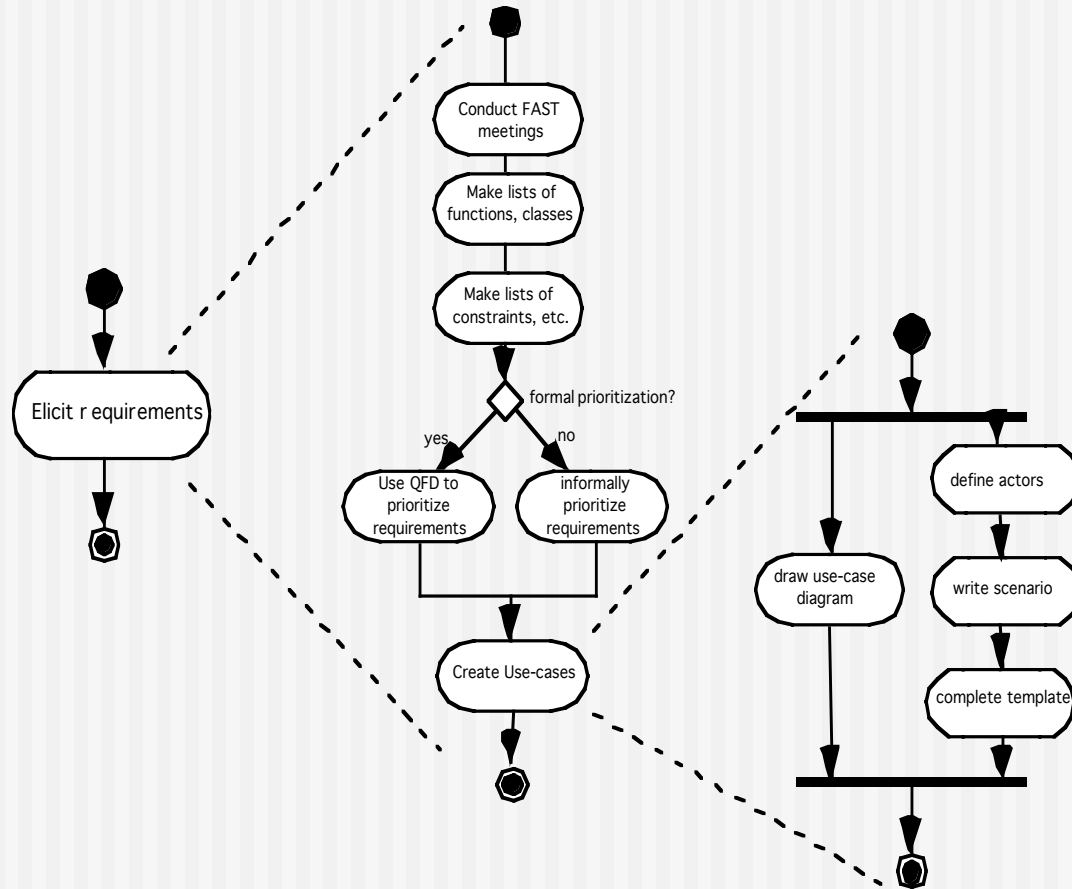 Conduct FAST
meetings
Make lists of
functions, classes
Make lists of
constraints, etc.
Elicit r equirements
formal prioritization?
yes
no
Use QFD to
prioritize
requirements
informally
prioritize
requirements
define actors
draw use-case
diagram
write scenario
Create Use-cases
complete template